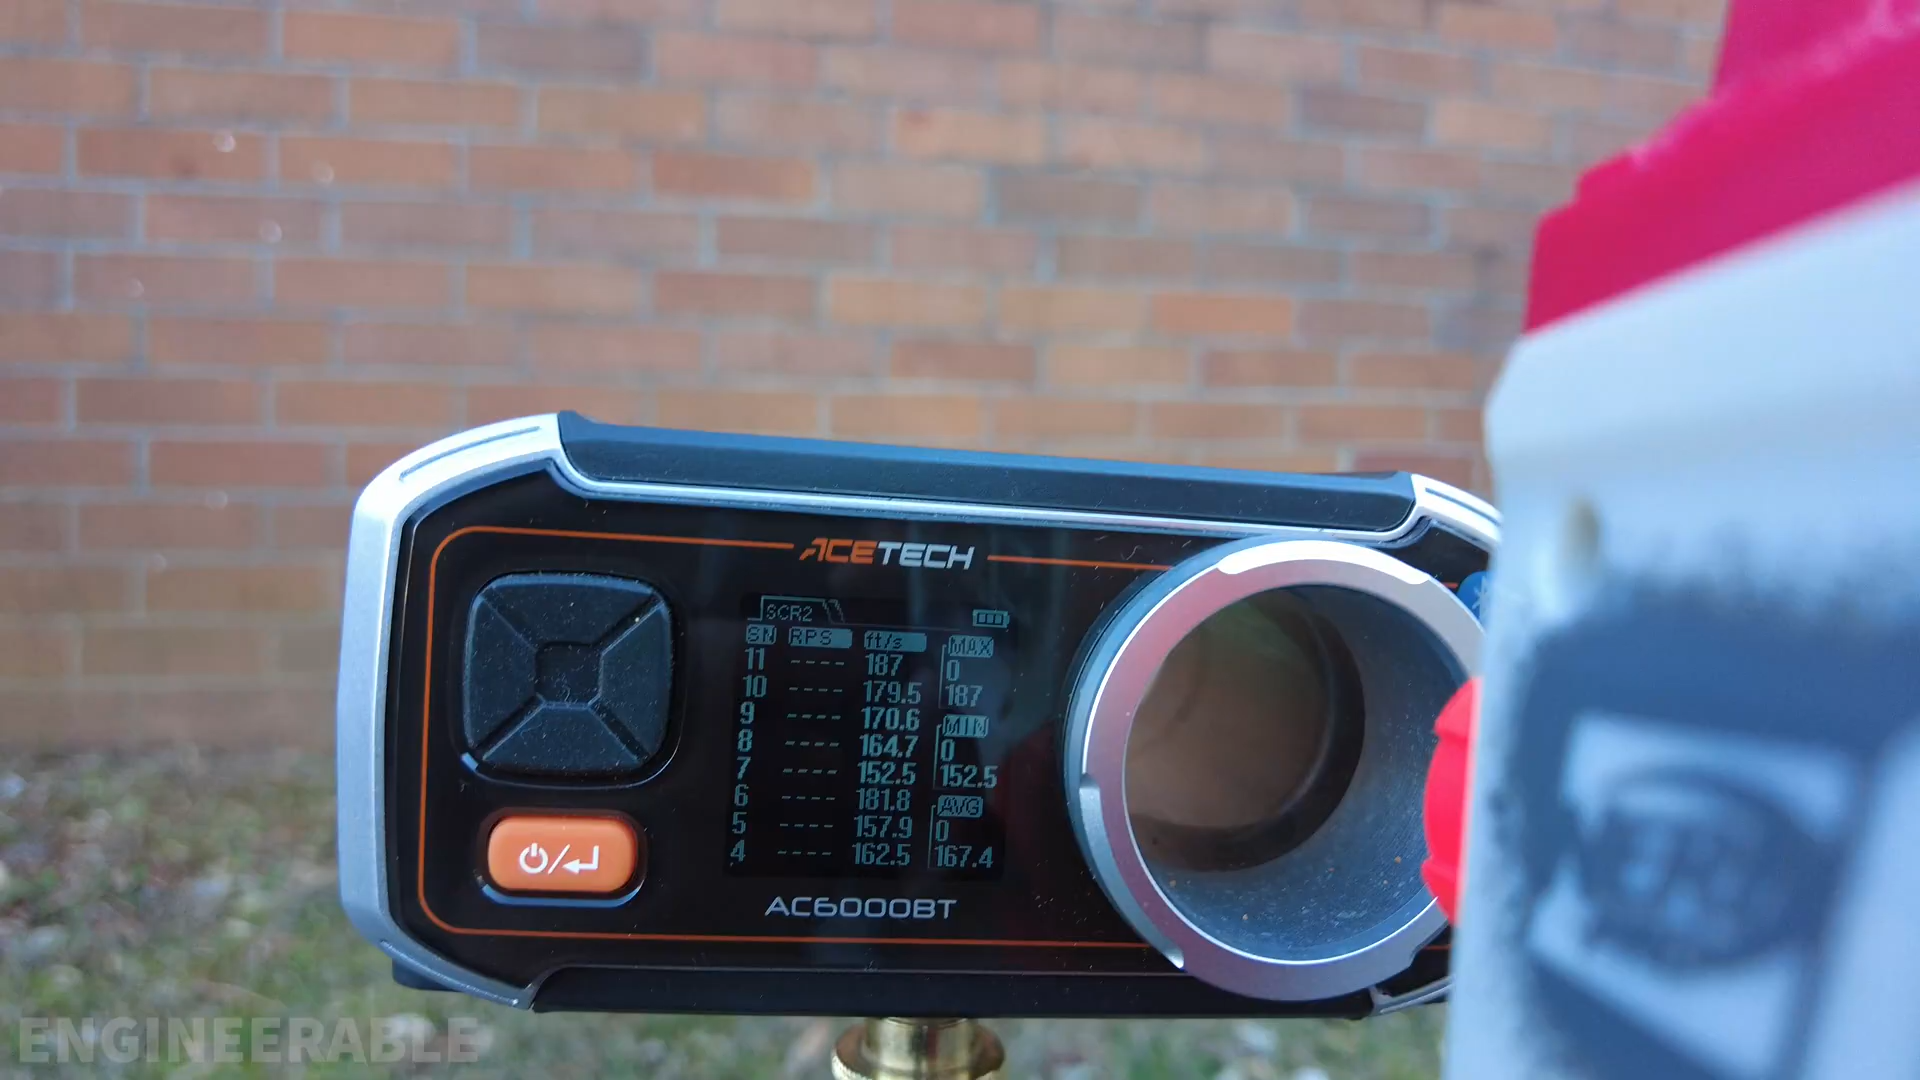 ACETECH
SCR2
SN RPS ft/s MAX
11 ---- 187 0
10 ---- 179.5 187
9 ---- 170.6 MIN
8 ---- 164.7 0
7 ---- 152.5 152.5
6 ---- 181.8 AVG
5 ---- 157.9 0
4 ---- 162.5 167.4
AC6000BT
ENGINEERABLE